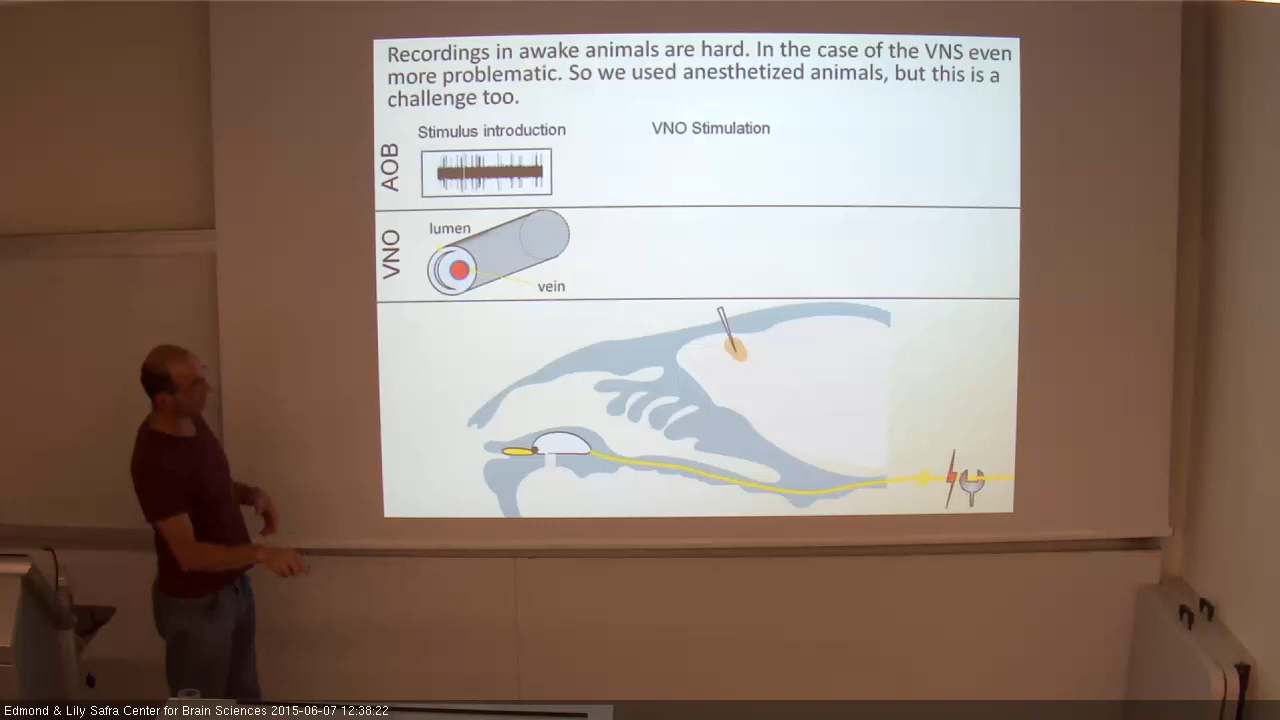 Recordings in awake animals are hard. In the case of the VNS even
more problematic. So we used anesthetized animals, but this is a
challenge too.
Stimulus introduction
VNO Stimulation
AOB
VNO
lumen
vein
Edmond & Lily Safra Center for Brain Sciences 2015-06-07 12:38:22